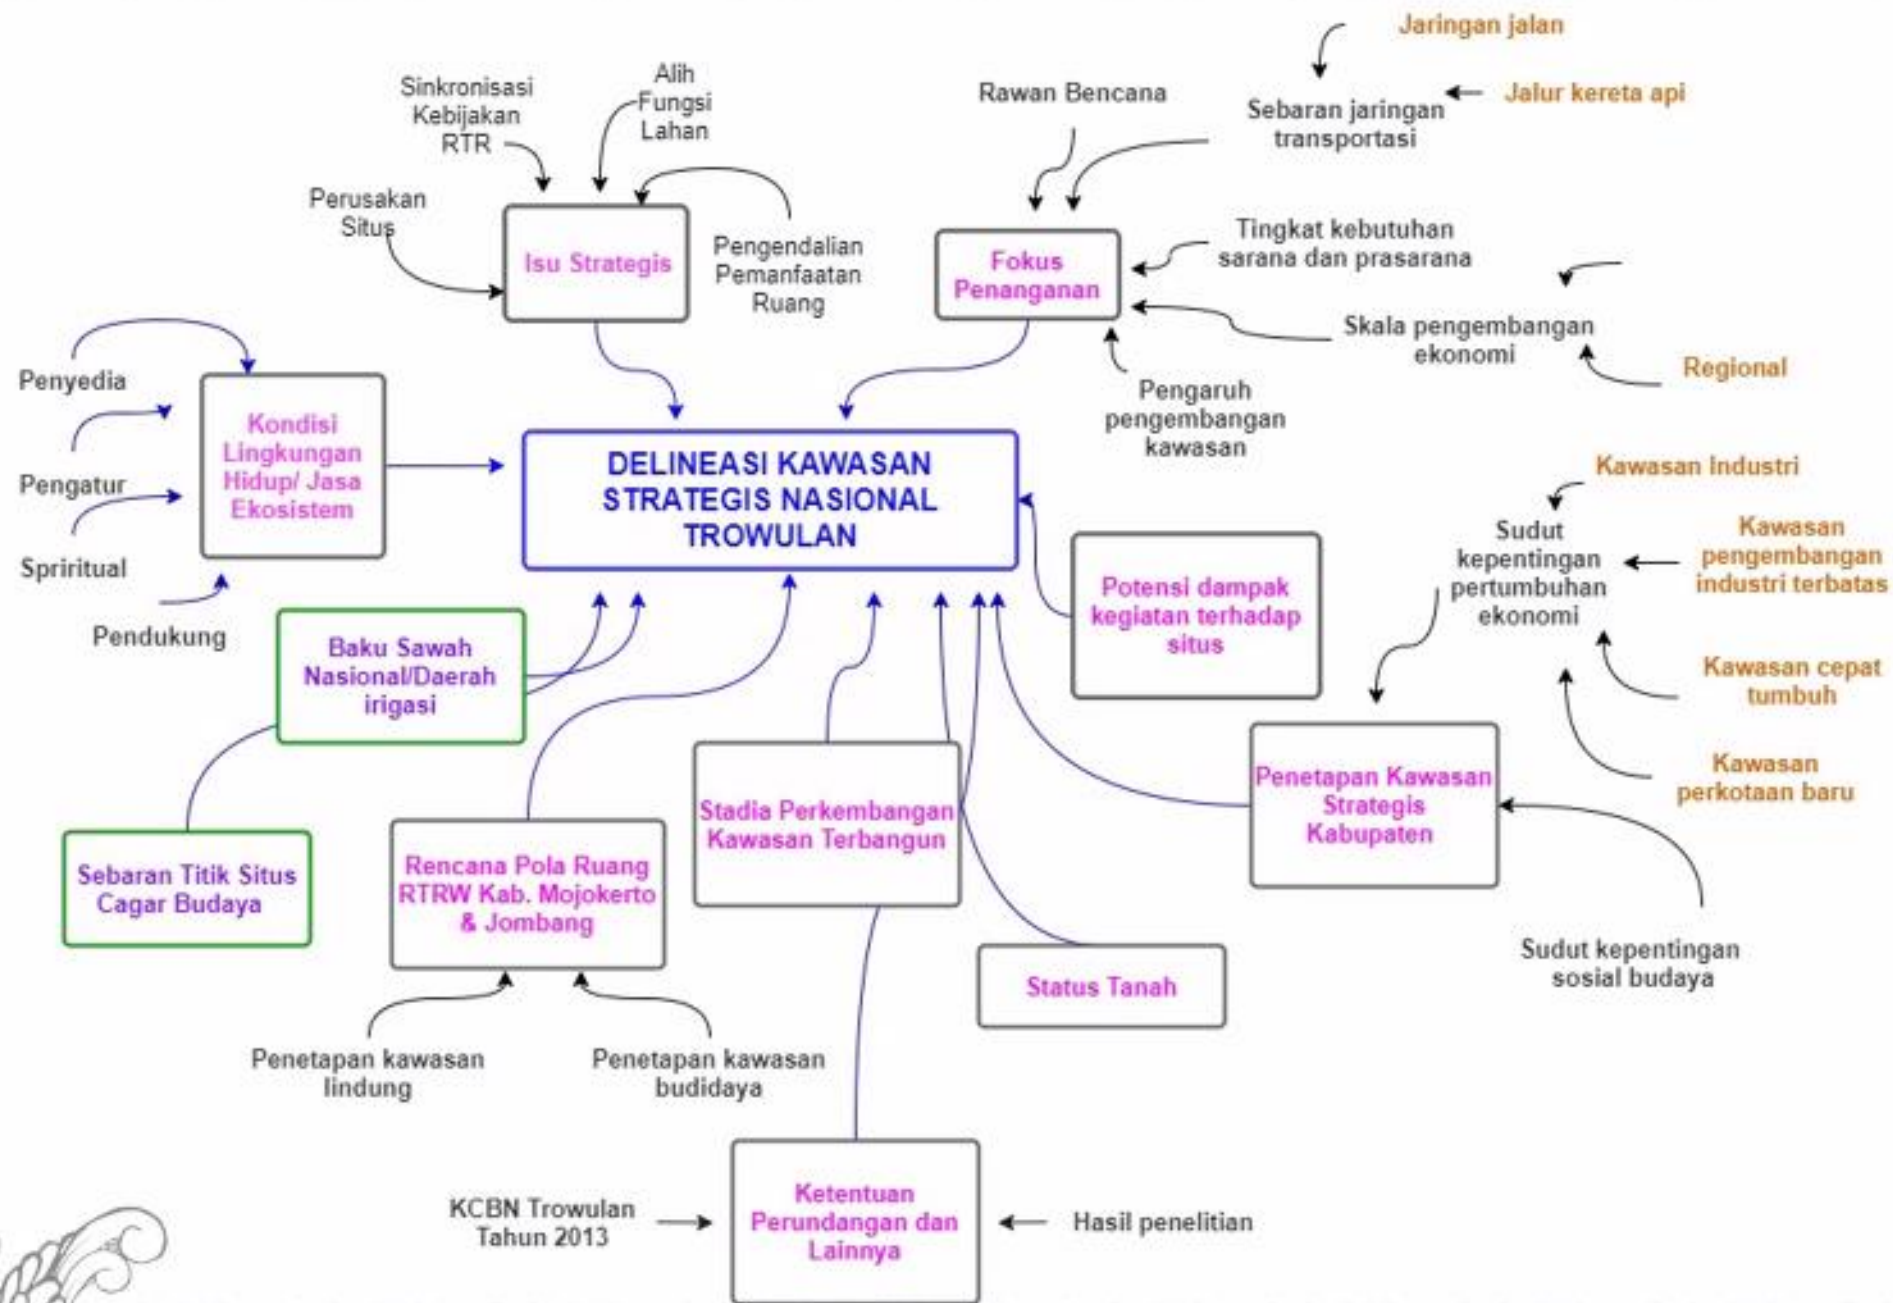 Jaringan jalan
Jalur kereta api
Sebaran jaringan
transportasi
Rawan Bencana
Alih
Fungsi
Lahan
Sinkronisasi
Kebijakan
RTR
Perusakan
Situs
Isu Strategis
Pengendalian
Pemanfaatan
Ruang
Fokus
Penanganan
Tingkat kebutuhan
sarana dan prasarana
Skala pengembangan
ekonomi
Regional
Pengaruh
pengembangan
kawasan
Penyedia
Pengatur
Spriritual
Pendukung
Kondisi
Lingkungan
Hidup/ Jasa
Ekosistem
DELINEASI KAWASAN
STRATEGIS NASIONAL
TROWULAN
Kawasan Industri
Sudut
kepentingan
pertumbuhan
ekonomi
Kawasan
pengembangan
industri terbatas
Kawasan cepat
tumbuh
Kawasan
perkotaan baru
Potensi dampak
kegiatan terhadap
situs
Baku Sawah
Nasional/Daerah
irigasi
Sebaran Titik Situs
Cagar Budaya
Rencana Pola Ruang
RTRW Kab. Mojokerto
& Jombang
Stadia Perkembangan
Kawasan Terbangun
Penetapan Kawasan
Strategis
Kabupaten
Sudut kepentingan
sosial budaya
Status Tanah
Penetapan kawasan
lindung
Penetapan kawasan
budidaya
KCBN Trowulan
Tahun 2013
Ketentuan
Perundangan dan
Lainnya
Hasil penelitian